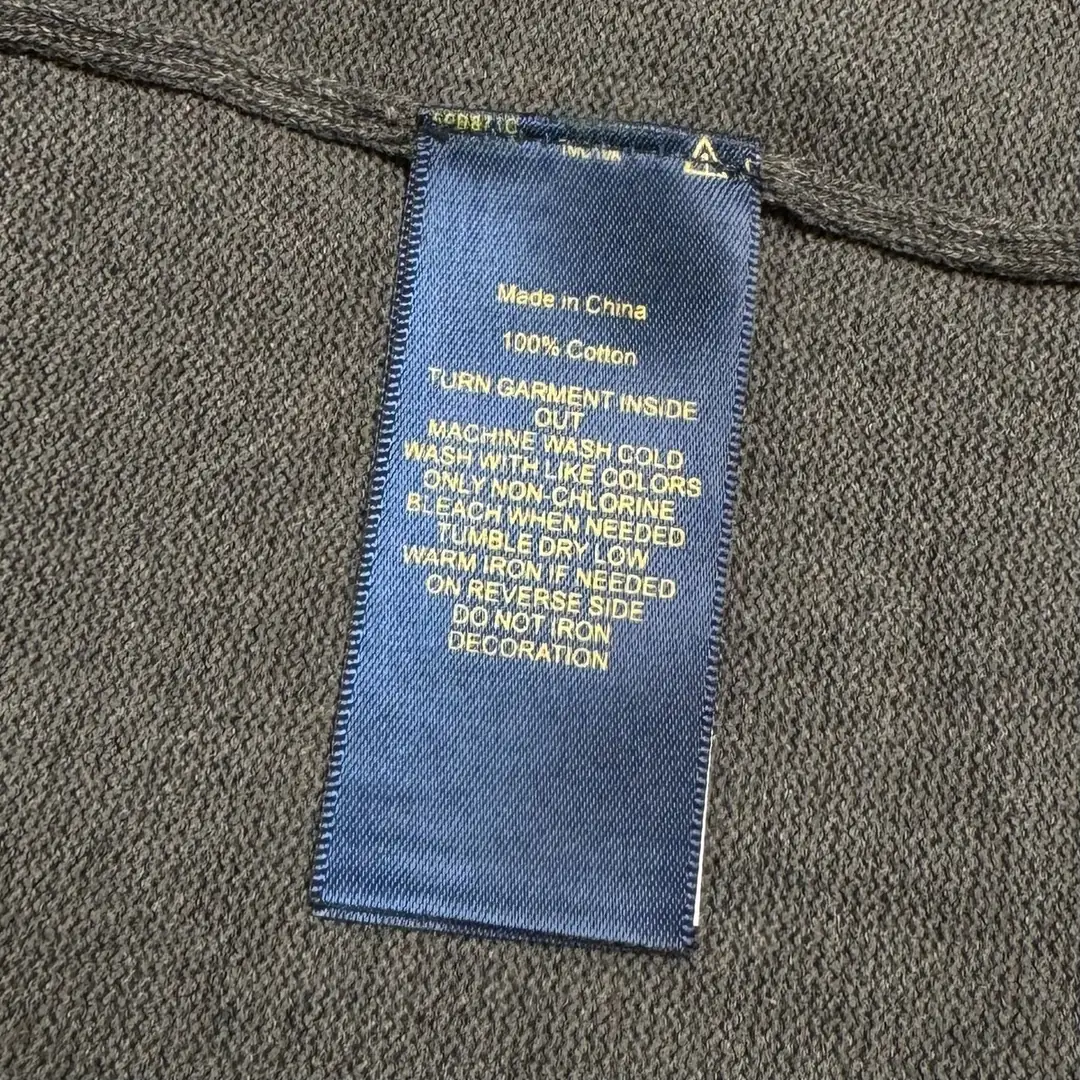 Made in China
100% Cotton
TURN GARMENT INSIDE
OUT
MACHINE WASH COLD
WASH WITH LIKE COLORS
ONLY NON-CHLORINE
BLEACH WHEN NEEDED
TUMBLE DRY LOW
WARM IRON IF NEEDED
ON REVERSE SIDE
DO NOT IRON
DECORATION